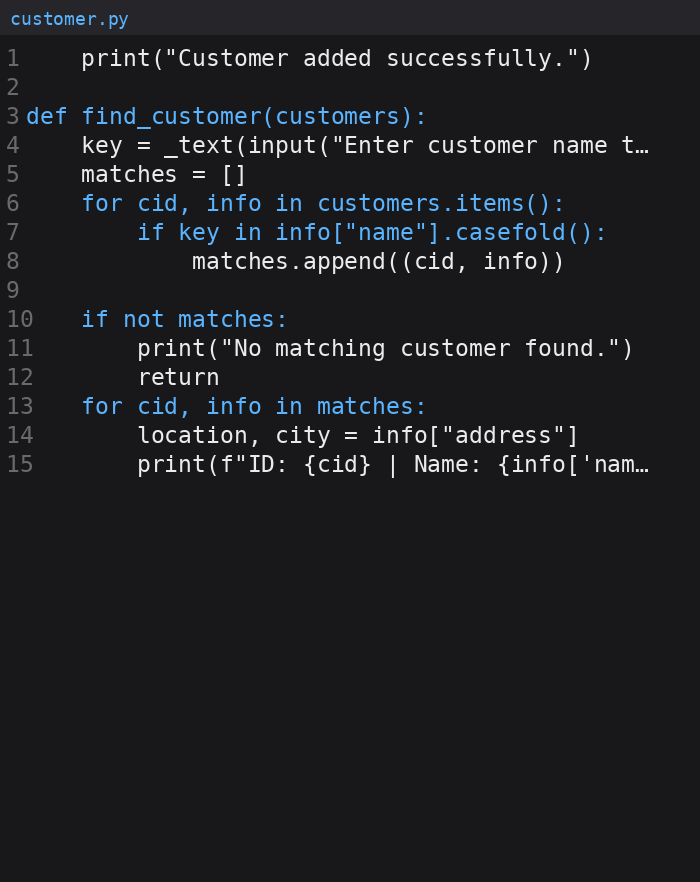 customer.py
1    print("Customer added successfully.")
2
3 def find_customer(customers):
4    key = _text(input("Enter customer name t…
5    matches = []
6    for cid, info in customers.items():
7        if key in info["name"].casefold():
8            matches.append((cid, info))
9
10    if not matches:
11        print("No matching customer found.")
12        return
13    for cid, info in matches:
14        location, city = info["address"]
15        print(f"ID: {cid} | Name: {info['nam…